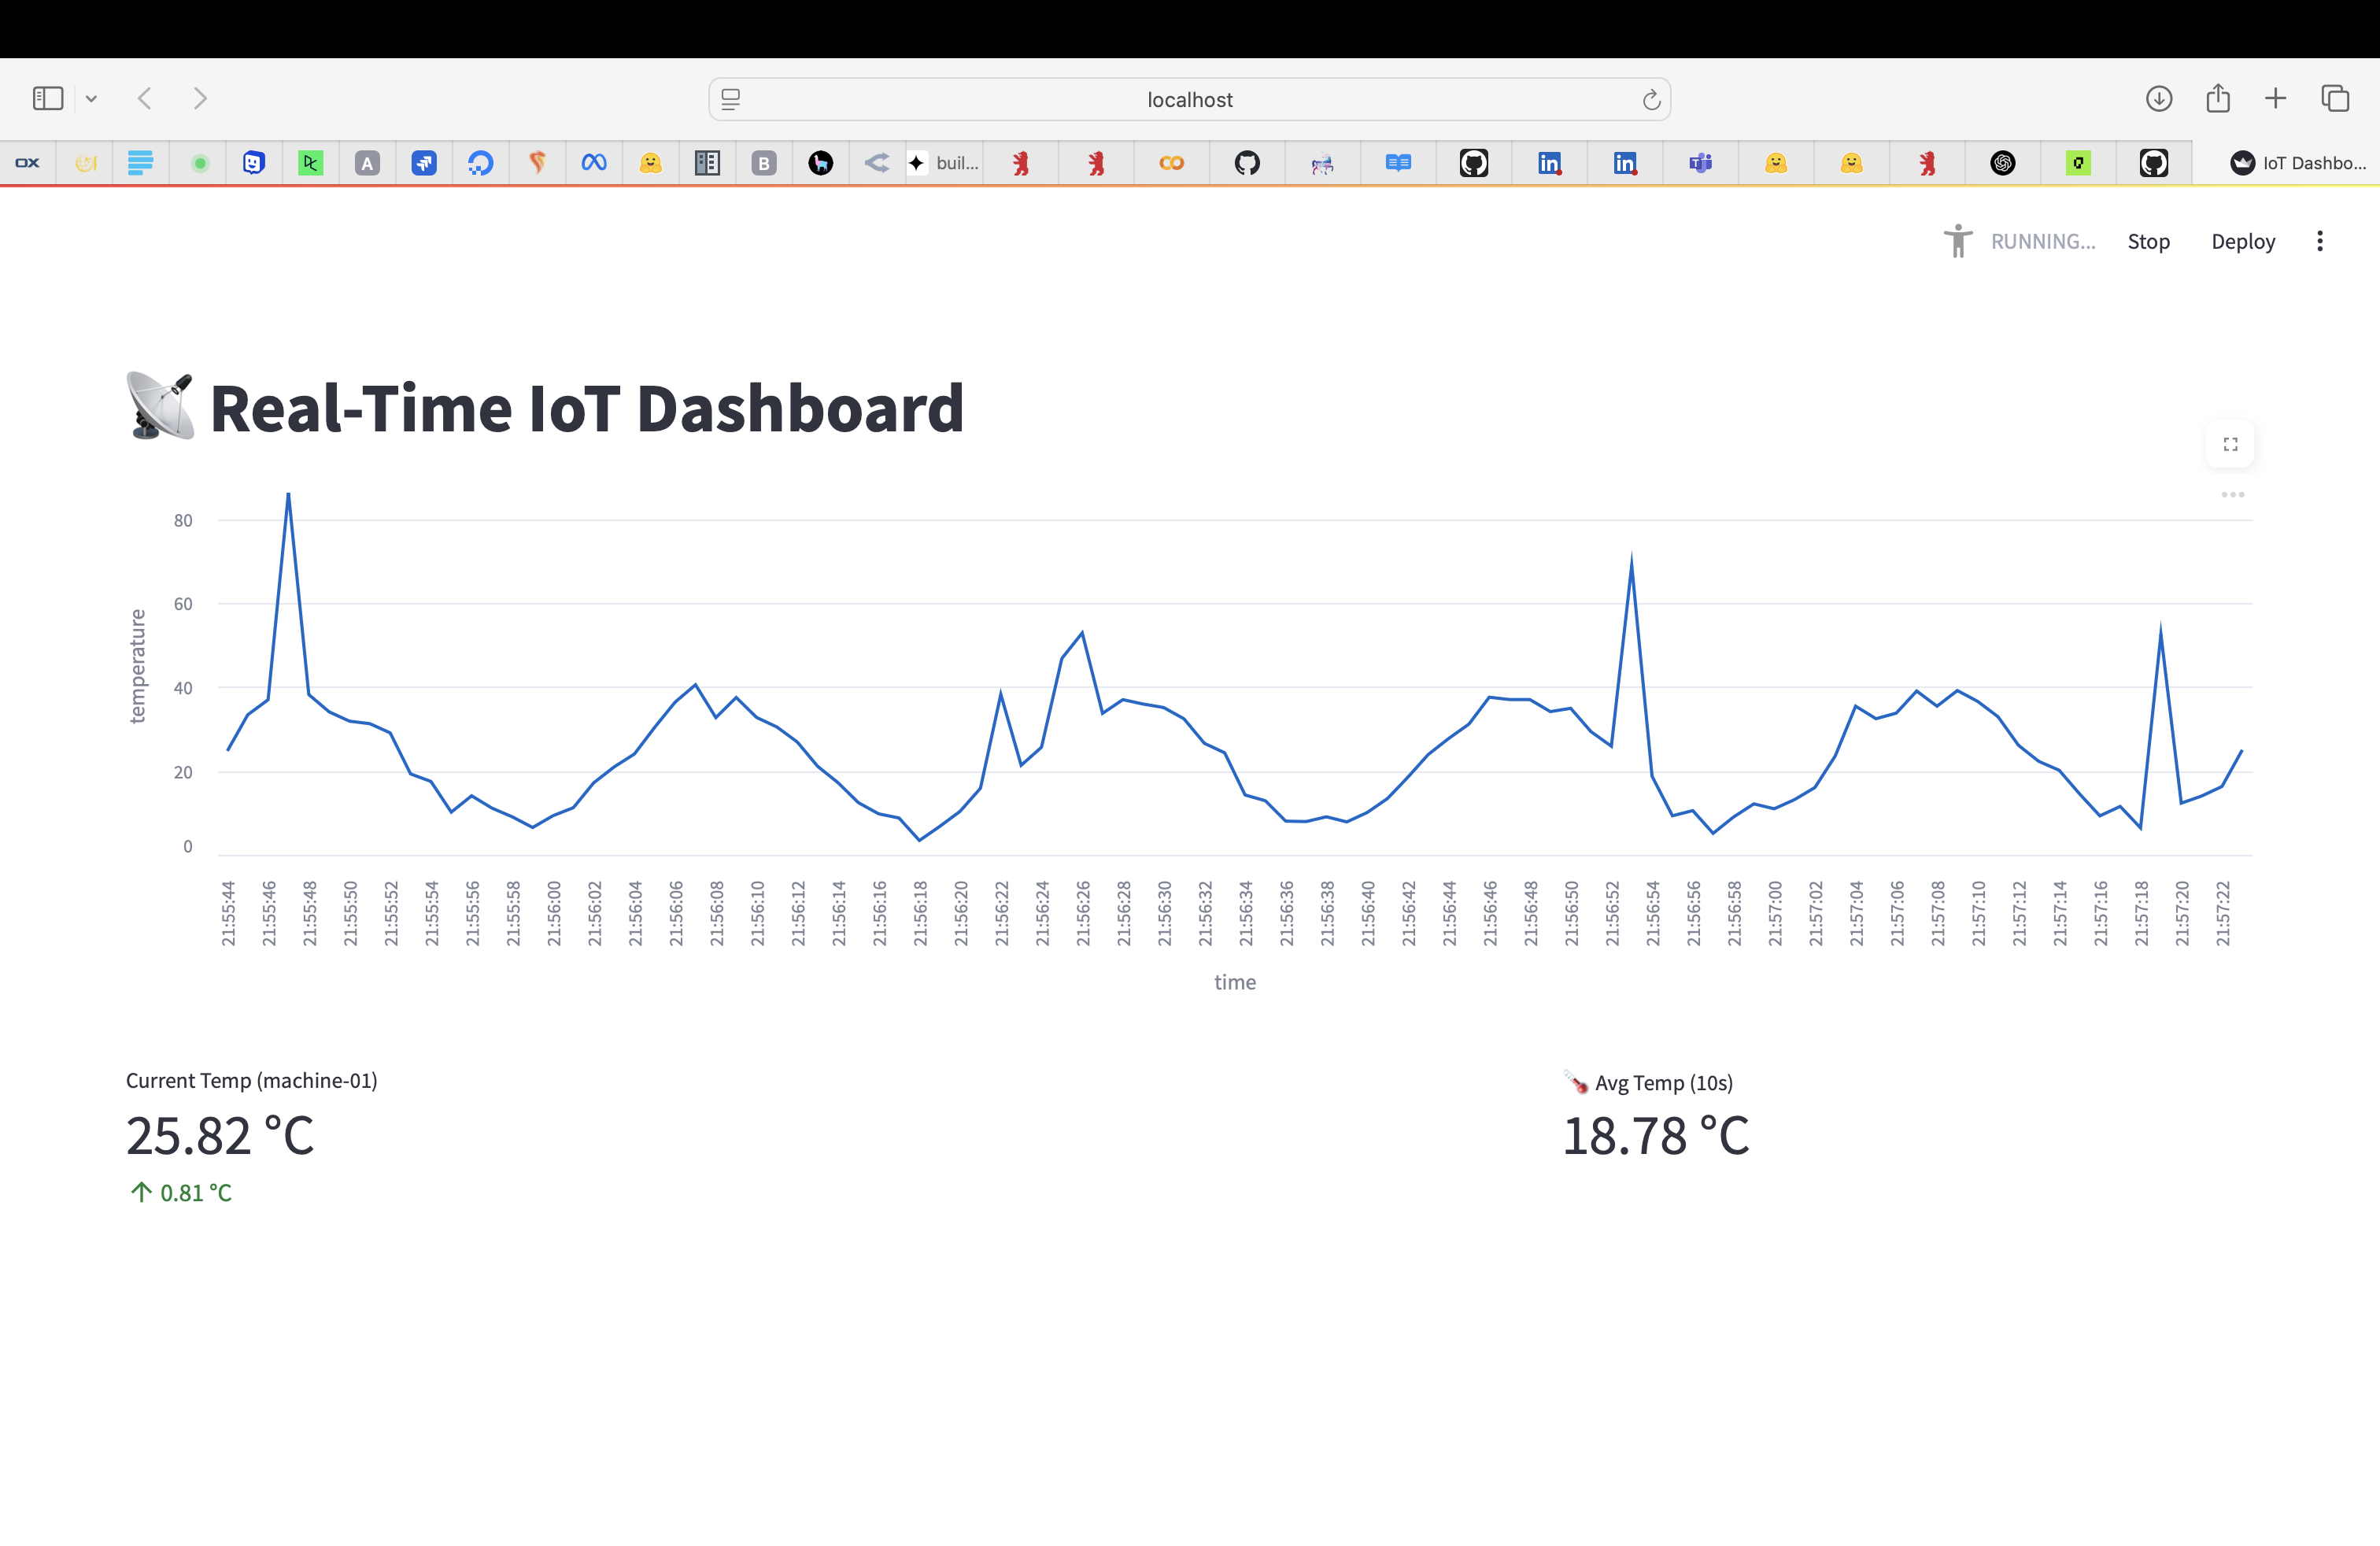 localhost
OX
A
B
buil...
in
in
IoT Dashbo...
RUNNING...
Stop
Deploy
Real-Time IoT Dashboard
80
60
40
20
0
temperature
21:55:44
21:55:46
21:55:48
21:55:50
21:55:52
21:55:54
21:55:56
21:55:58
21:56:00
21:56:02
21:56:04
21:56:06
21:56:08
21:56:10
21:56:12
21:56:14
21:56:16
21:56:18
21:56:20
21:56:22
21:56:24
21:56:26
21:56:28
21:56:30
21:56:32
21:56:34
21:56:36
21:56:38
21:56:40
21:56:42
21:56:44
21:56:46
21:56:48
21:56:50
21:56:52
21:56:54
21:56:56
21:56:58
21:57:00
21:57:02
21:57:04
21:57:06
21:57:08
21:57:10
21:57:12
21:57:14
21:57:16
21:57:18
21:57:20
21:57:22
time
Current Temp (machine-01)
25.82 °C
0.81 °C
Avg Temp (10s)
18.78 °C